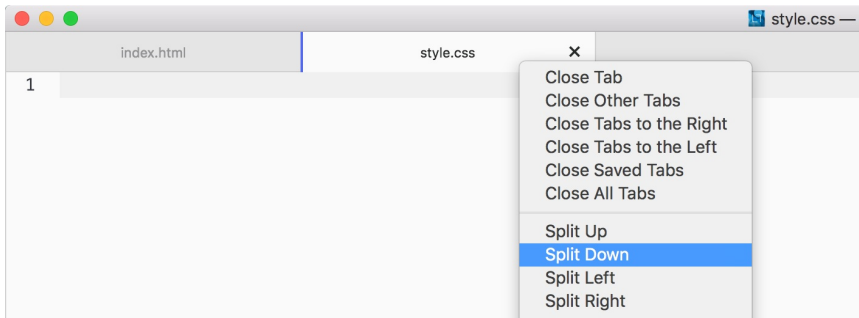 style.css —
index.html
style.css
1
Close Tab
Close Other Tabs
Close Tabs to the Right
Close Tabs to the Left
Close Saved Tabs
Close All Tabs
Split Up
Split Down
Split Left
Split Right